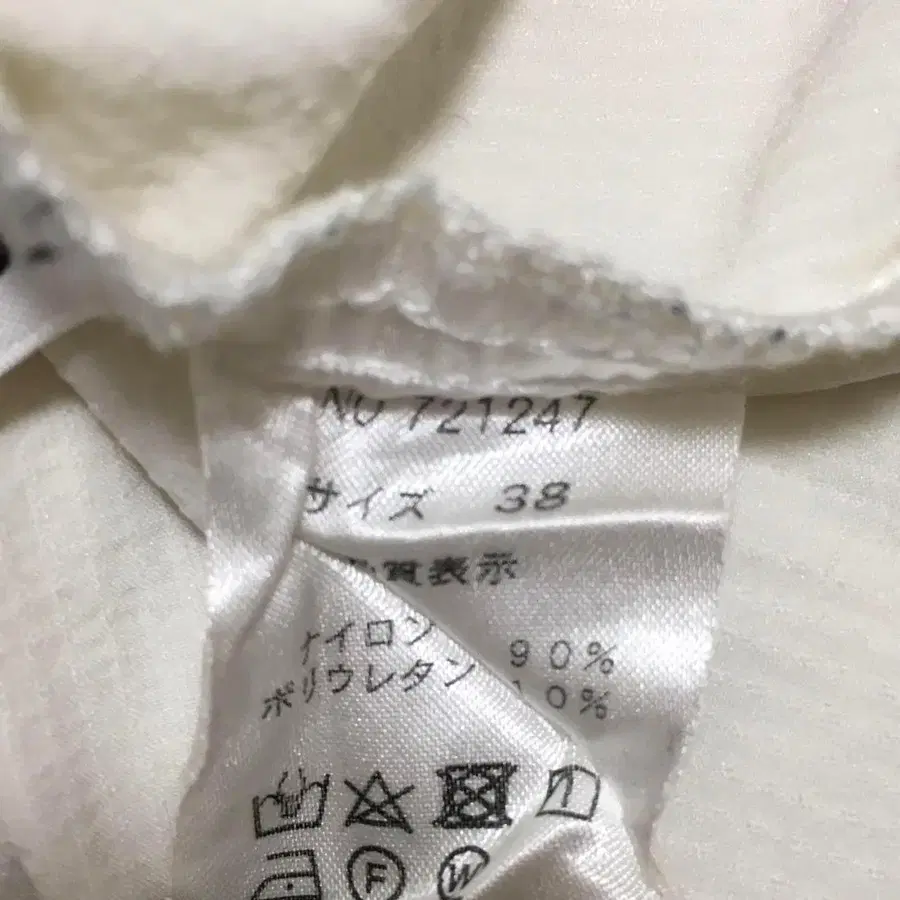 NO 721247
サイズ 38
質表示
ナイロン 90%
ポリウレタン 10%
F W